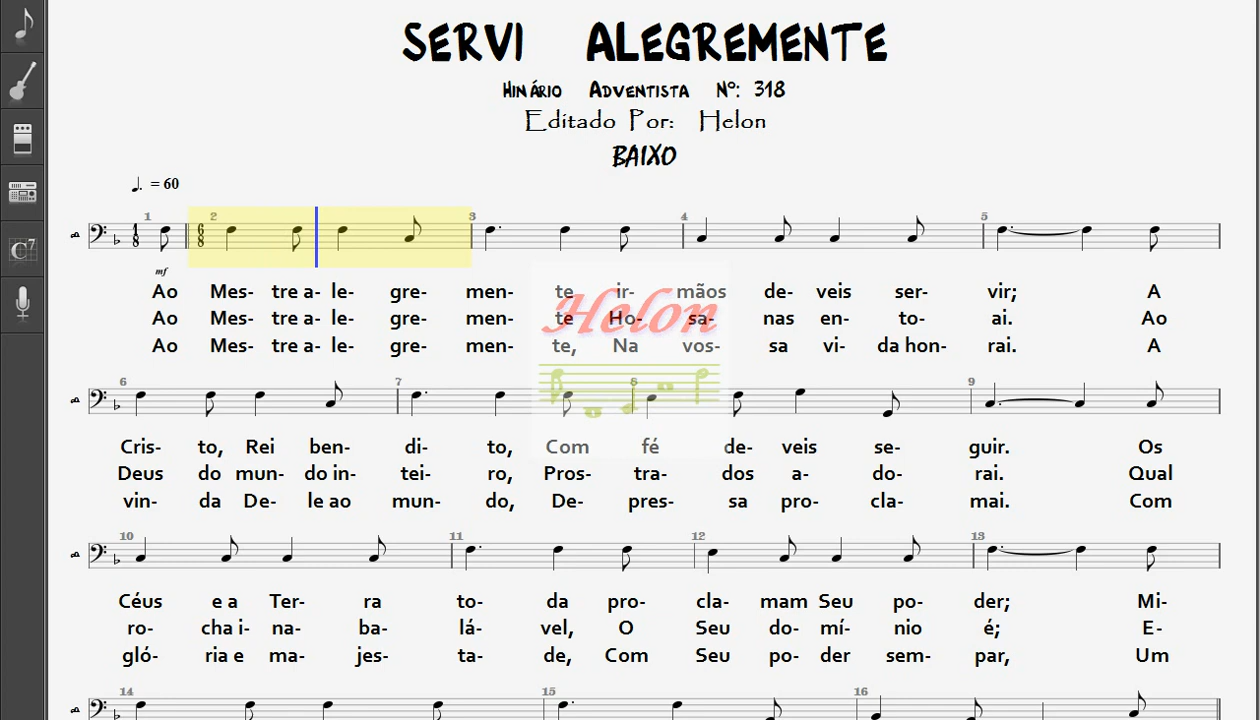 SERVI ALEGREMENTE
Hinário Adventista Nº: 318
Editado Por: Helon
BAIXO
= 60
1 2 3 4 5
mf
Ao Mes- tre a- le- gre- men- te ir- mãos de- veis ser- vir; A
Ao Mes- tre a- le- gre- men- te Ho- sa- nas en- to- ai. Ao
Ao Mes- tre a- le- gre- men- te, Na vos- sa vi- da hon- rai. A
Helon
6 7 8 9
Cris- to, Rei ben- di- to, Com fé de- veis se- guir. Os
Deus do mun- do in- tei- ro, Pros- tra- dos a- do- rai. Qual
vin- da De- le ao mun- do, De- pres- sa pro- cla- mai. Com
10 11 12 13
Céus e a Ter- ra to- da pro- cla- mam Seu po- der; Mi-
ro- cha i- na- ba- lá- vel, O Seu do- mí- nio é; E-
gló- ria e ma- jes- ta- de, Com Seu po- der sem- par, Um
14 15 16
C7